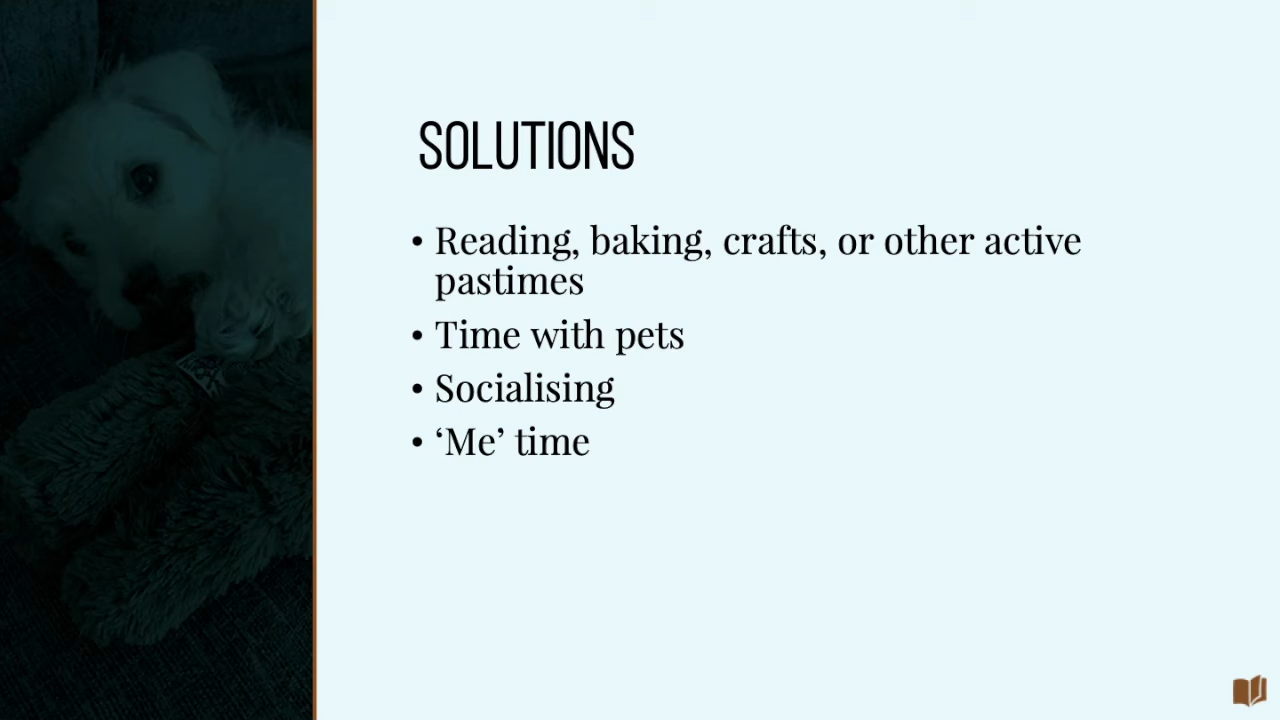 SOLUTIONS
• Reading, baking, crafts, or other active
pastimes
• Time with pets
• Socialising
• ‘Me’ time